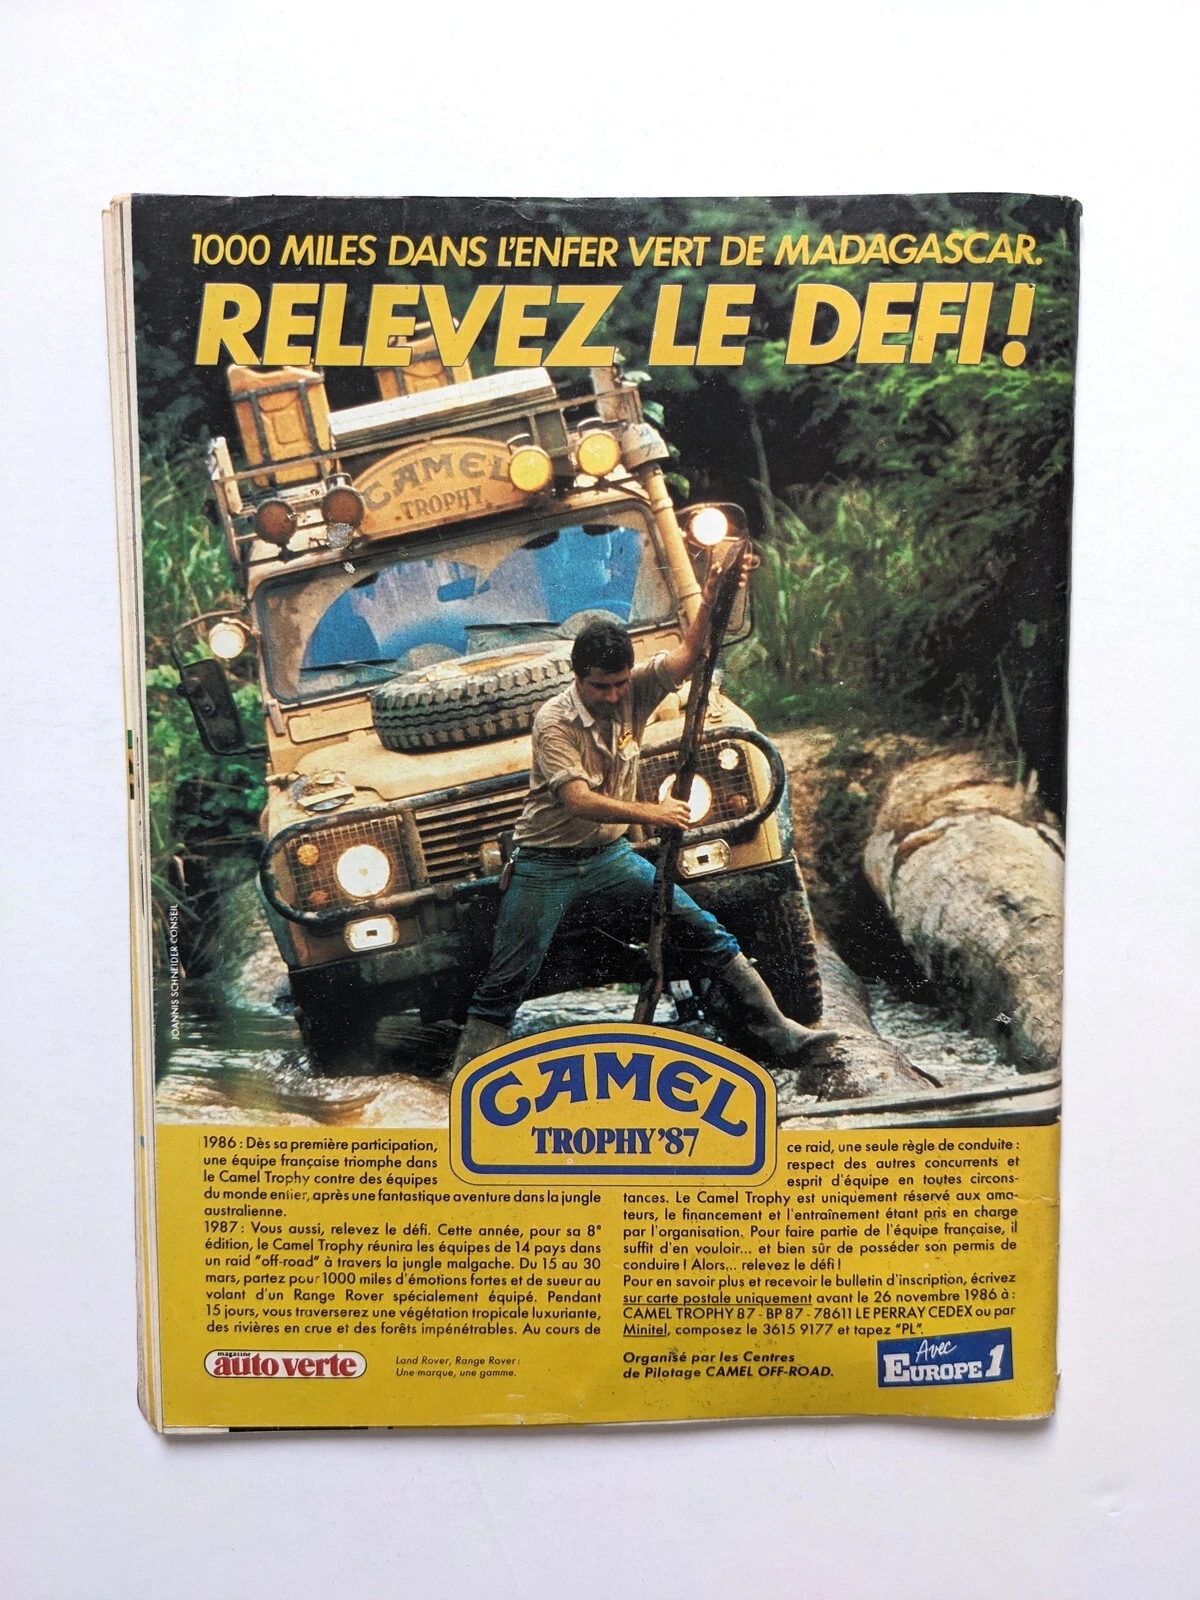 1000 MILES DANS L'ENFER VERT DE MADAGASCAR.
RELEVEZ LE DEFI!
CAMEL
TROPHY
JOANNIS SCHNEIDER CONSEIL
CAMEL
TROPHY'87
1986 : Dès sa première participation,
une équipe française triomphe dans
le Camel Trophy contre des équipes
du monde entier, après une fantastique aventure dans la jungle
australienne.
1987 : Vous aussi, relevez le défi. Cette année, pour sa 8e
édition, le Camel Trophy réunira les équipes de 14 pays dans
un raid "off-road" à travers la jungle malgache. Du 15 au 30
mars, partez pour 1000 miles d'émotions fortes et de sueur au
volant d'un Range Rover spécialement équipé. Pendant
15 jours, vous traverserez une végétation tropicale luxuriante,
des rivières en crue et des forêts impénétrables. Au cours de
ce raid, une seule règle de conduite :
respect des autres concurrents et
esprit d'équipe en toutes circons-
tances. Le Camel Trophy est uniquement réservé aux ama-
teurs, le financement et l'entraînement étant pris en charge
par l'organisation. Pour faire partie de l'équipe française, il
suffit d'en vouloir... et bien sûr de posséder son permis de
conduire ! Alors... relevez le défi !
Pour en savoir plus et recevoir le bulletin d'inscription, écrivez
sur carte postale uniquement avant le 26 novembre 1986 à :
CAMEL TROPHY 87 - BP 87 - 78611 LE PERRAY CEDEX ou par
Minitel, composez le 3615 9177 et tapez "PL".
magazine
auto verte
Land Rover, Range Rover :
Une marque, une gamme.
Organisé par les Centres
de Pilotage CAMEL OFF-ROAD.
Avec
EUROPE 1